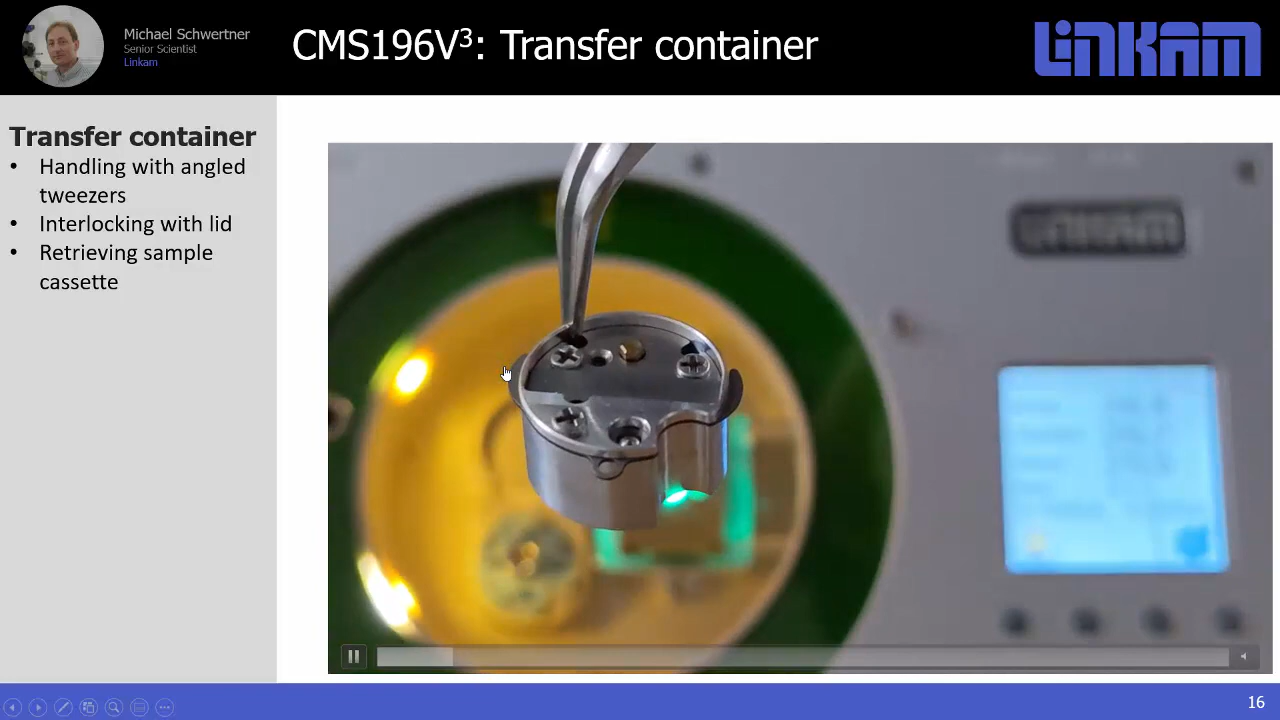 Michael Schwertner
Senior Scientist
Linkam
CMS196V³: Transfer container
LINKAM
Transfer container
• Handling with angled
tweezers
• Interlocking with lid
• Retrieving sample
cassette
LINKAM
16